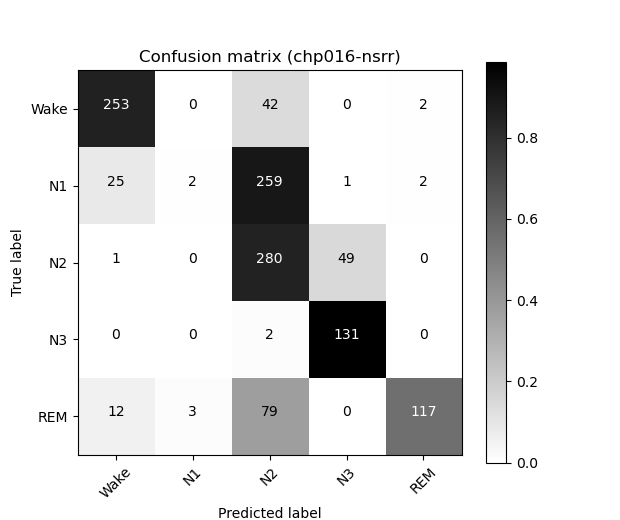 Confusion matrix (chp016-nsrr)
True label
Wake 253 0 42 0 2
N1 25 2 259 1 2
N2 1 0 280 49 0
N3 0 0 2 131 0
REM 12 3 79 0 117
Wake N1 N2 N3 REM
Predicted label
0.8
0.6
0.4
0.2
0.0